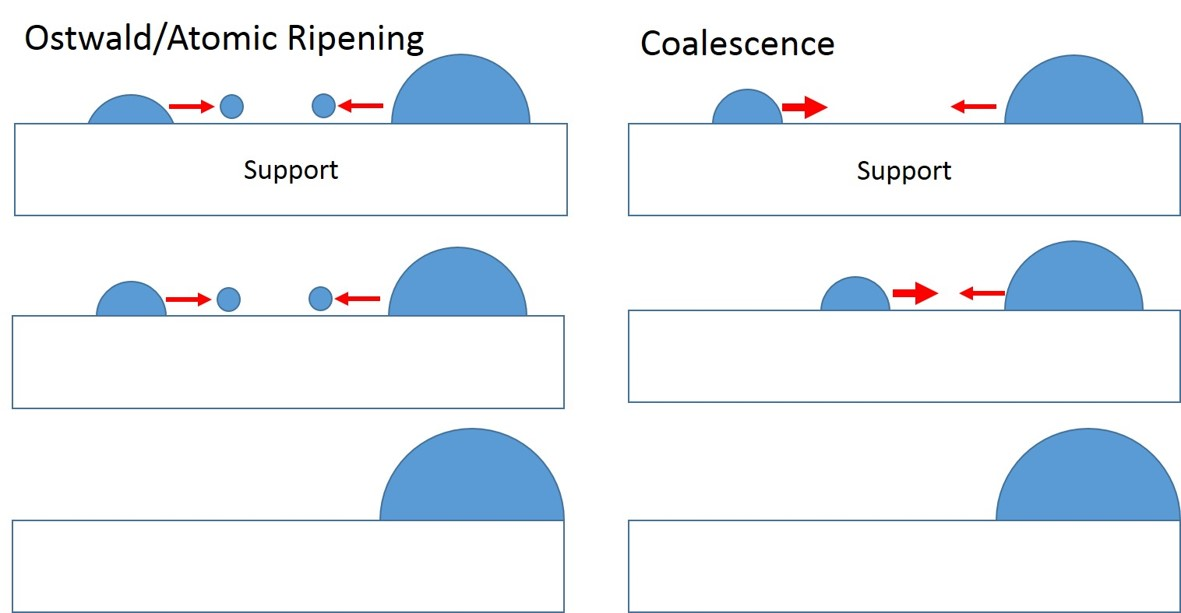 Ostwald/Atomic Ripening
Coalescence
Support
Support